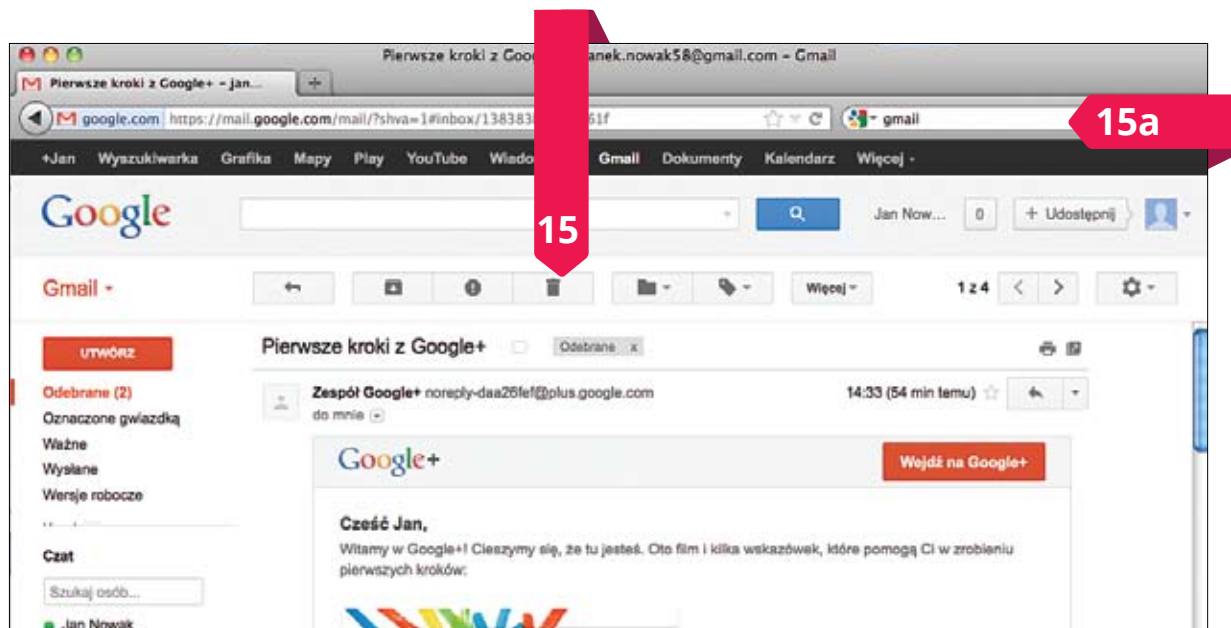 Pierwsze kroki z Goo anek.nowak58@gmail.com – Gmail
Pierwsze kroki z Google+ – jan...
google.com https://mail.google.com/mail/?shva=1#inbox/138383 61f
gmail
15a
+Jan Wyszukiwarka Grafika Mapy Play YouTube Wiado Gmail Dokumenty Kalendarz Więcej
Google
15
Jan Now... 0 + Udostępnij
Gmail
Więcej
1 z 4
UTWÓRZ
Pierwsze kroki z Google+
Odebrane x
Odebrane (2)
Zespół Google+ noreply-daa26fef@plus.google.com
14:33 (54 min temu)
do mnie
Oznaczone gwiazdką
Ważne
Wysłane
Wersje robocze
Google+
Wejdź na Google+
Cześć Jan,
Witamy w Google+! Cieszymy się, że tu jesteś. Oto film i kilka wskazówek, które pomogą Ci w zrobieniu
pierwszych kroków:
Czat
Szukaj osób...
Jan Nowak